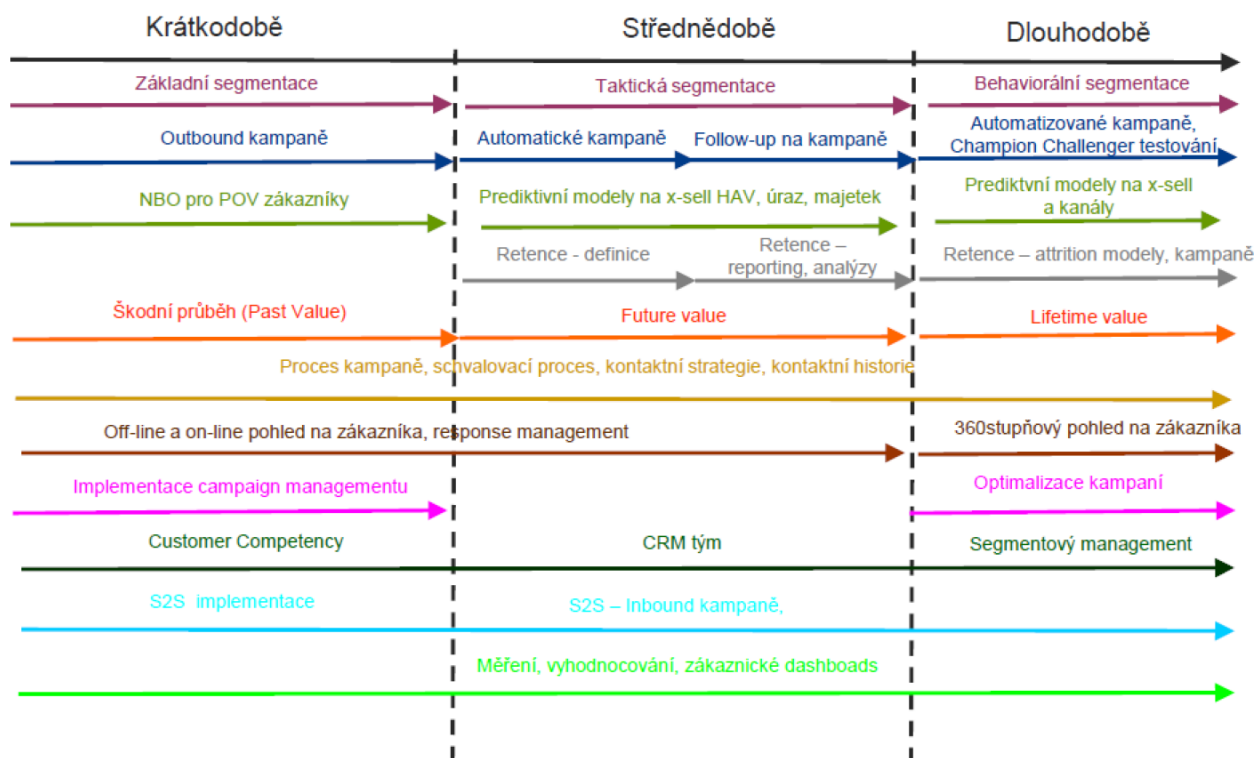 Krátkodobě
Střednědobě
Dlouhodobě
Základní segmentace
Taktická segmentace
Behaviorální segmentace
Outbound kampaně
Automatické kampaně
Follow-up na kampaně
Automatizované kampaně,
Champion Challenger testování
NBO pro POV zákazníky
Prediktivní modely na x-sell HAV, úraz, majetek
Prediktvní modely na x-sell
a kanály
Retence - definice
Retence –
reporting, analýzy
Retence – attrition modely, kampaně
Škodní průběh (Past Value)
Future value
Lifetime value
Proces kampaně, schvalovací proces, kontaktní strategie, kontaktní historie
Off-line a on-line pohled na zákazníka, response management
360stupňový pohled na zákazníka
Implementace campaign managementu
Optimalizace kampaní
Customer Competency
CRM tým
Segmentový management
S2S implementace
S2S – Inbound kampaně,
Měření, vyhodnocování, zákaznické dashboads